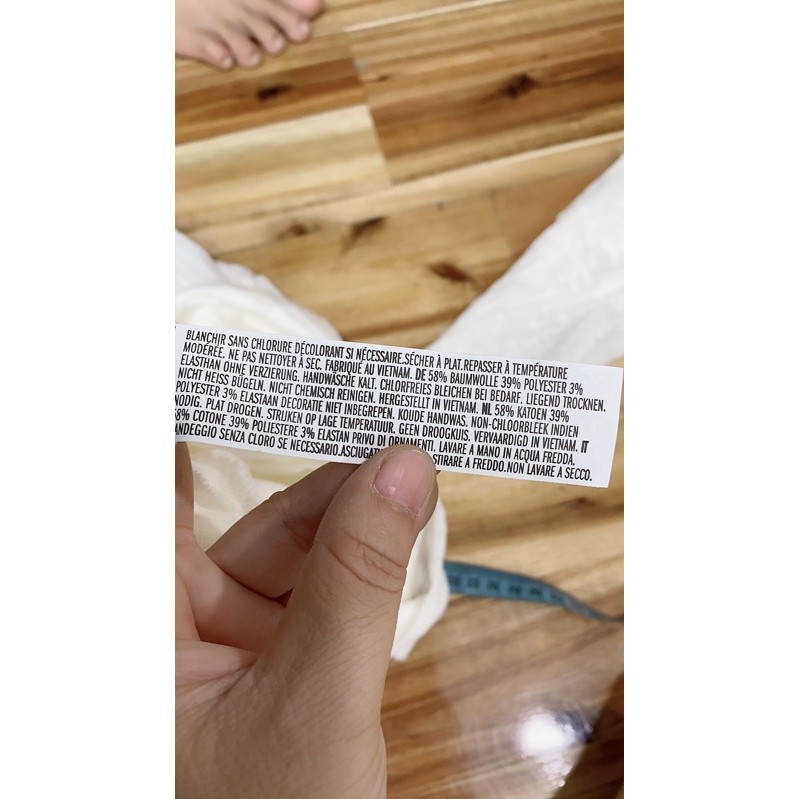 BLANCHIR SANS CHLORURE DÉCOLORANT SI NÉCESSAIRE.SÉCHER À PLAT.REPASSER À TEMPÉRATURE
MODÉRÉE. NE PAS NETTOYER À SEC. FABRIQUÉ AU VIETNAM. DE 58% BAUMWOLLE 39% POLYESTER 3%
ELASTHAN OHNE VERZIERUNG. HANDWÄSCHE KALT. CHLORFREIES BLEICHEN BEI BEDARF. LIEGEND TROCKNEN.
NICHT HEISS BÜGELN. NICHT CHEMISCH REINIGEN. HERGESTELLT IN VIETNAM. NL 58% KATOEN 39%
POLYESTER 3% ELASTAAN DECORATIE NIET INBEGREPEN. KOUDE HANDWAS. NON-CHLOORBLEEK INDIEN
NODIG. PLAT DROGEN. STRIJKEN OP LAGE TEMPERATUUR. GEEN DROOGKUIS. VERVAARDIGD IN VIETNAM. IT
58% COTONE 39% POLIESTERE 3% ELASTAN PRIVO DI ORNAMENTI. LAVARE A MANO IN ACQUA FREDDA.
ANDEGGIO SENZA CLORO SE NECESSARIO.ASCIUGAT STIRARE A FREDDO.NON LAVARE A SECCO.